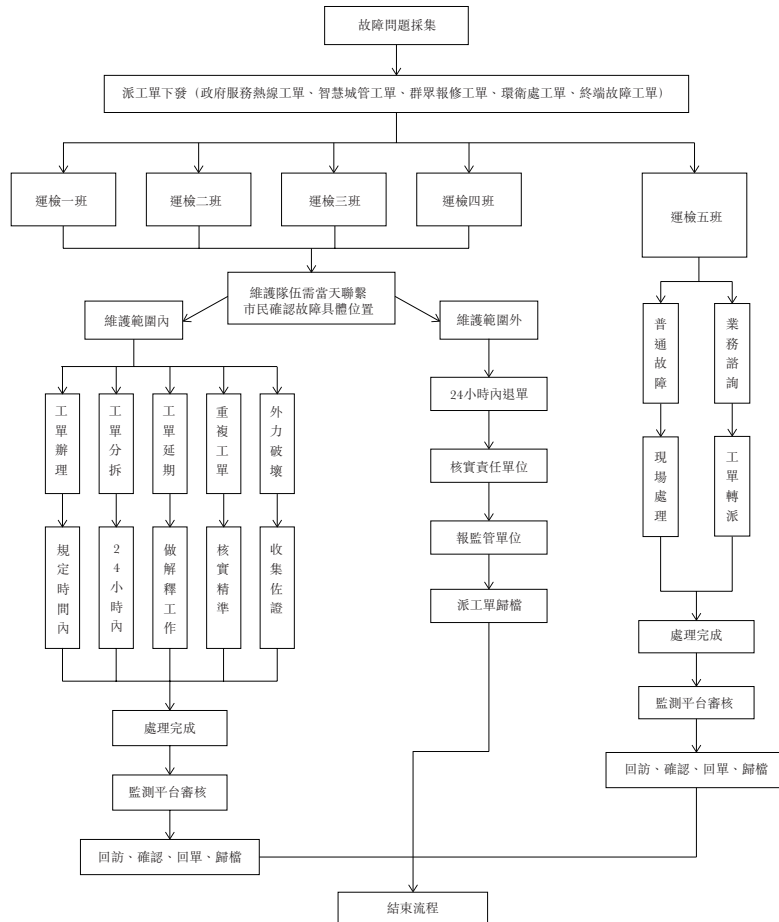 故障問題採集
派工單下發（政府服務熱線工單、智慧城管工單、群眾報修工單、環衛處工單、終端故障工單）
運檢一班
運檢二班
運檢三班
運檢四班
運檢五班
維護隊伍需當天聯繫
市民確認故障具體位置
維護範圍內
維護範圍外
普通故障
業務諮詢
24小時內退單
工單辦理
工單分拆
工單延期
重複工單
外力破壞
核實責任單位
現場處理
工單轉派
報監管單位
規定時間內
24小時內
做解釋工作
核實精準
收集佐證
派工單歸檔
處理完成
監測平台審核
回訪、確認、回單、歸檔
處理完成
監測平台審核
回訪、確認、回單、歸檔
結束流程